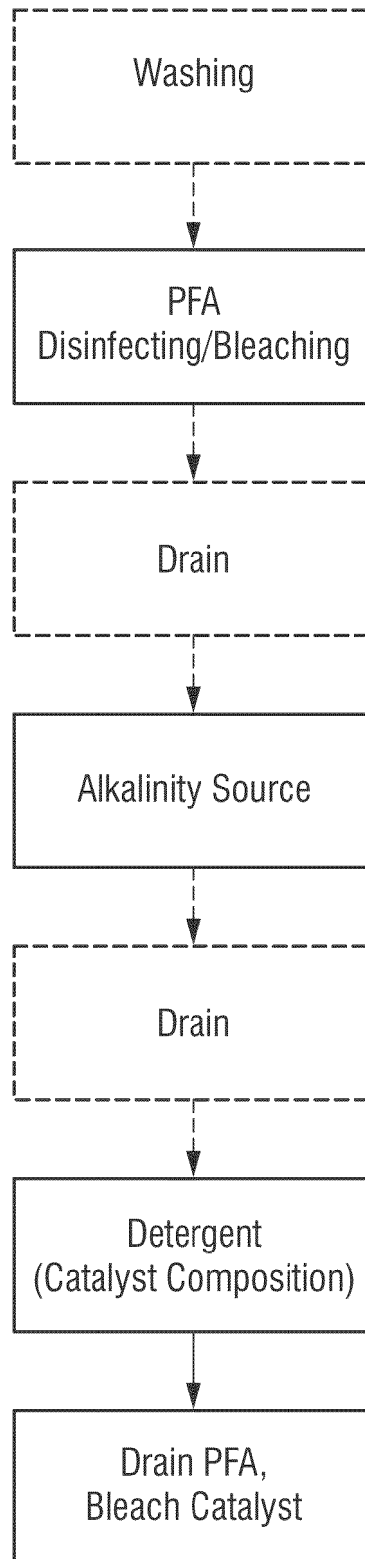 Washing
PFA
Disinfecting/Bleaching
Drain
Alkalinity Source
Drain
Detergent
(Catalyst Composition)
Drain PFA,
Bleach Catalyst